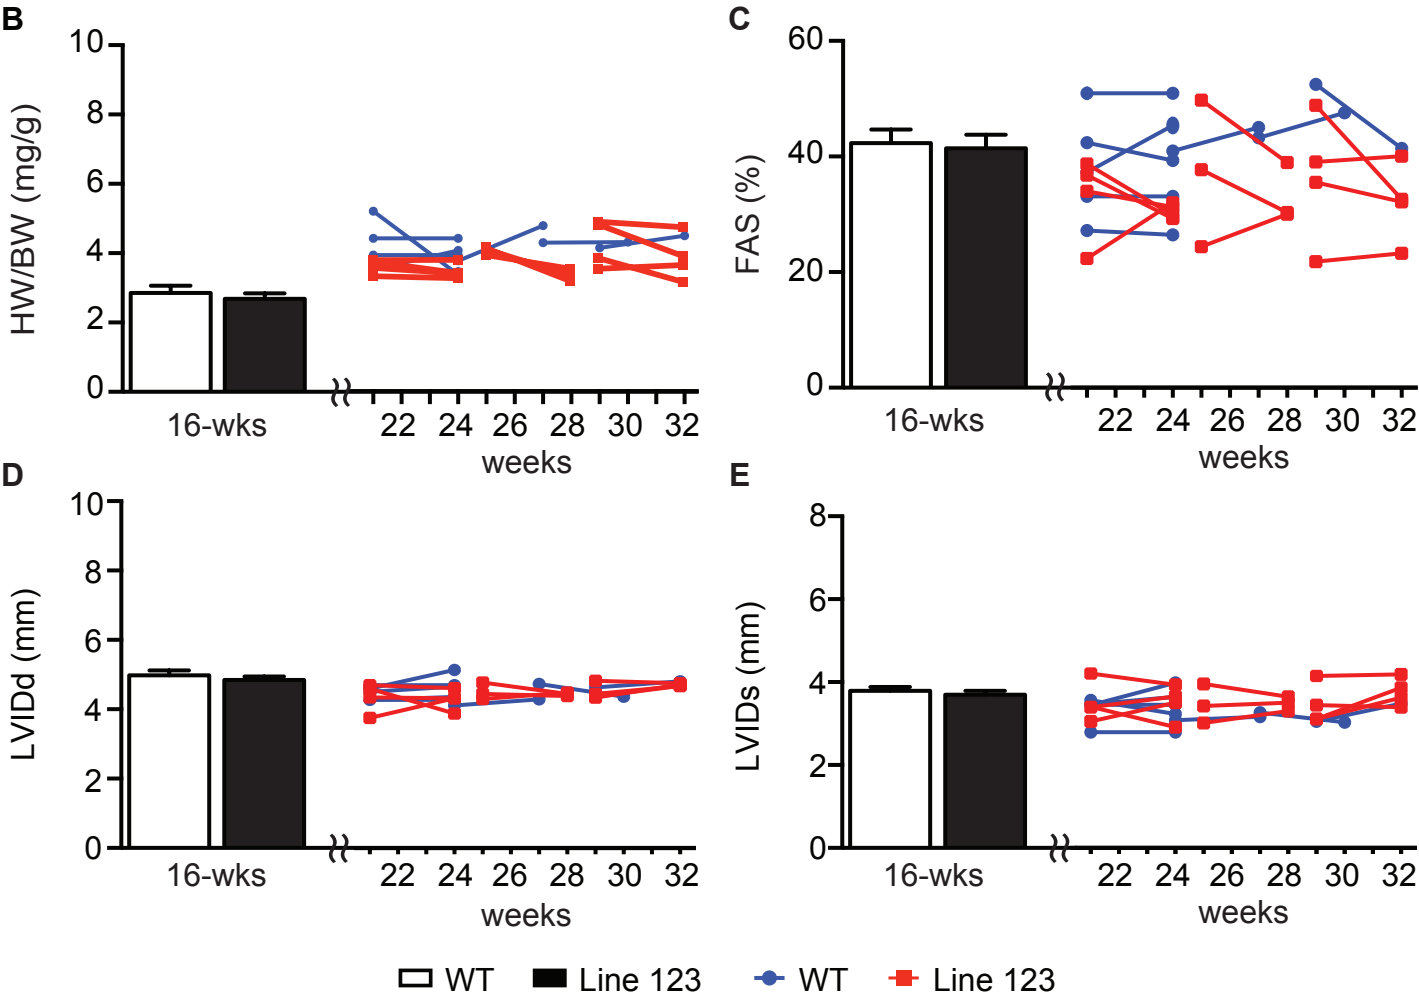 B
HW/BW (mg/g)
10
8
6
4
2
0
16-wks
22 24 26 28 30 32
weeks
C
FAS (%)
60
40
20
0
16-wks
22 24 26 28 30 32
weeks
D
LVIDd (mm)
10
8
6
4
2
0
16-wks
22 24 26 28 30 32
weeks
E
LVIDs (mm)
8
6
4
2
0
16-wks
22 24 26 28 30 32
weeks
WT Line 123 WT Line 123